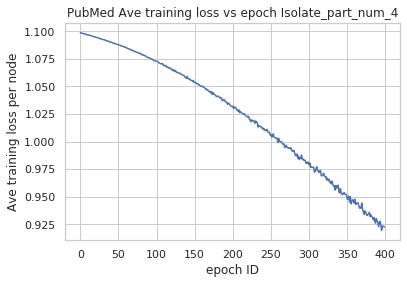 PubMed Ave training loss vs epoch Isolate_part_num_4
Ave training loss per node
1.100
1.075
1.050
1.025
1.000
0.975
0.950
0.925
0 50 100 150 200 250 300 350 400
epoch ID